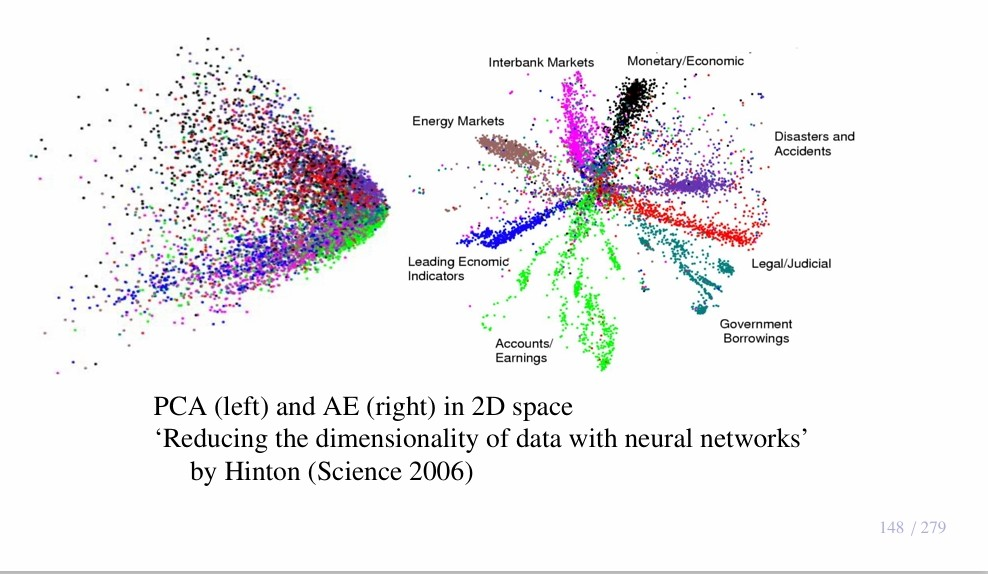 Interbank Markets
Monetary/Economic
Energy Markets
Disasters and
Accidents
Leading Ecnomic
Indicators
Legal/Judicial
Government
Borrowings
Accounts/
Earnings
PCA (left) and AE (right) in 2D space
‘Reducing the dimensionality of data with neural networks’
by Hinton (Science 2006)
148 / 279